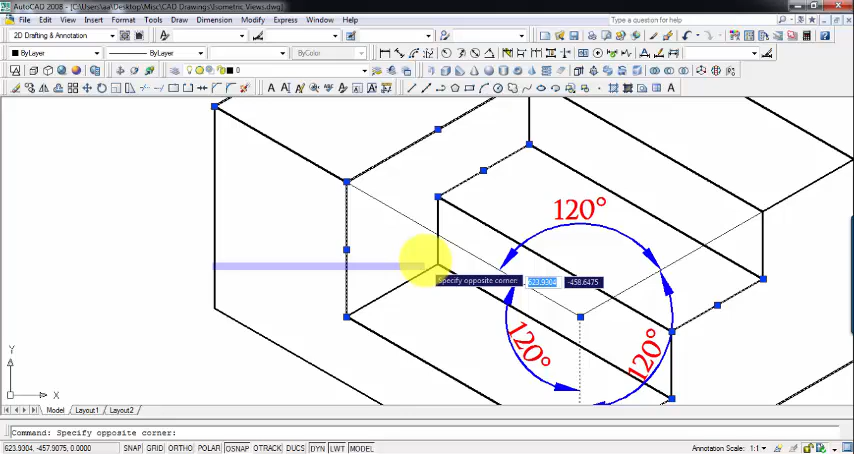 AutoCAD 2008 - [C:\Users\aa\Desktop\Misc\CAD Drawings\Isometric Views.dwg]
File Edit View Insert Format Tools Draw Dimension Modify Express Window Help
Type a question for help
2D Drafting & Annotation
ByLayer ByLayer ByColor
0
120°
Specify opposite corner: 623.9304 -458.6475
120°
120°
Y
X
Model Layout1 Layout2
Command: Specify opposite corner:
623.9304, -457.9075, 0.0000 SNAP GRID ORTHO POLAR OSNAP OTRACK DUCS DYN LWT MODEL Annotation Scale: 1:1